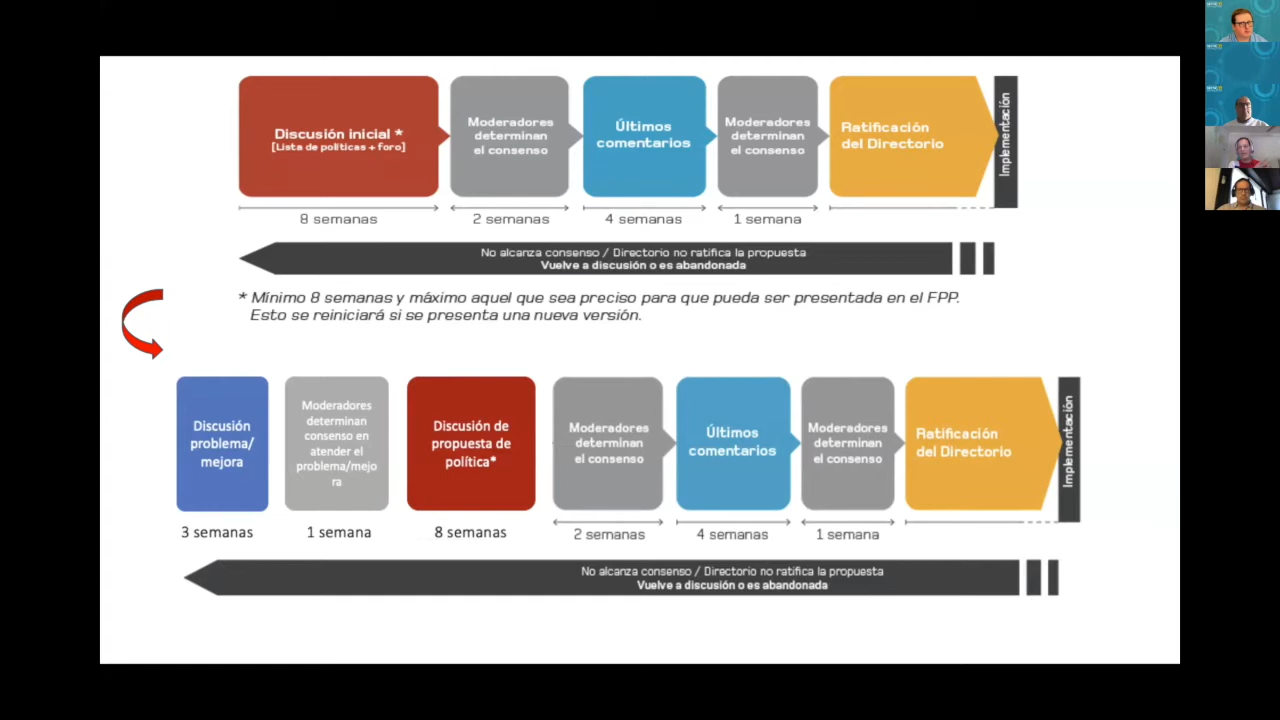 Discusión inicial *
[Lista de políticas + foro]
Moderadores
determinan
el consenso
Últimos
comentarios
Moderadores
determinan
el consenso
Ratificación
del Directorio
Implementación
8 semanas
2 semanas
4 semanas
1 semana
No alcanza consenso / Directorio no ratifica la propuesta
Vuelve a discusión o es abandonada
* Mínimo 8 semanas y máximo aquel que sea preciso para que pueda ser presentada en el FPP.
Esto se reiniciará si se presenta una nueva versión.
Discusión
problema/
mejora
Moderadores
determinan
consenso en
atender el
problema/mejo
ra
Discusión de
propuesta de
política*
Moderadores
determinan
el consenso
Últimos
comentarios
Moderadores
determinan
el consenso
Ratificación
del Directorio
Implementación
3 semanas
1 semana
8 semanas
2 semanas
4 semanas
1 semana
No alcanza consenso / Directorio no ratifica la propuesta
Vuelve a discusión o es abandonada